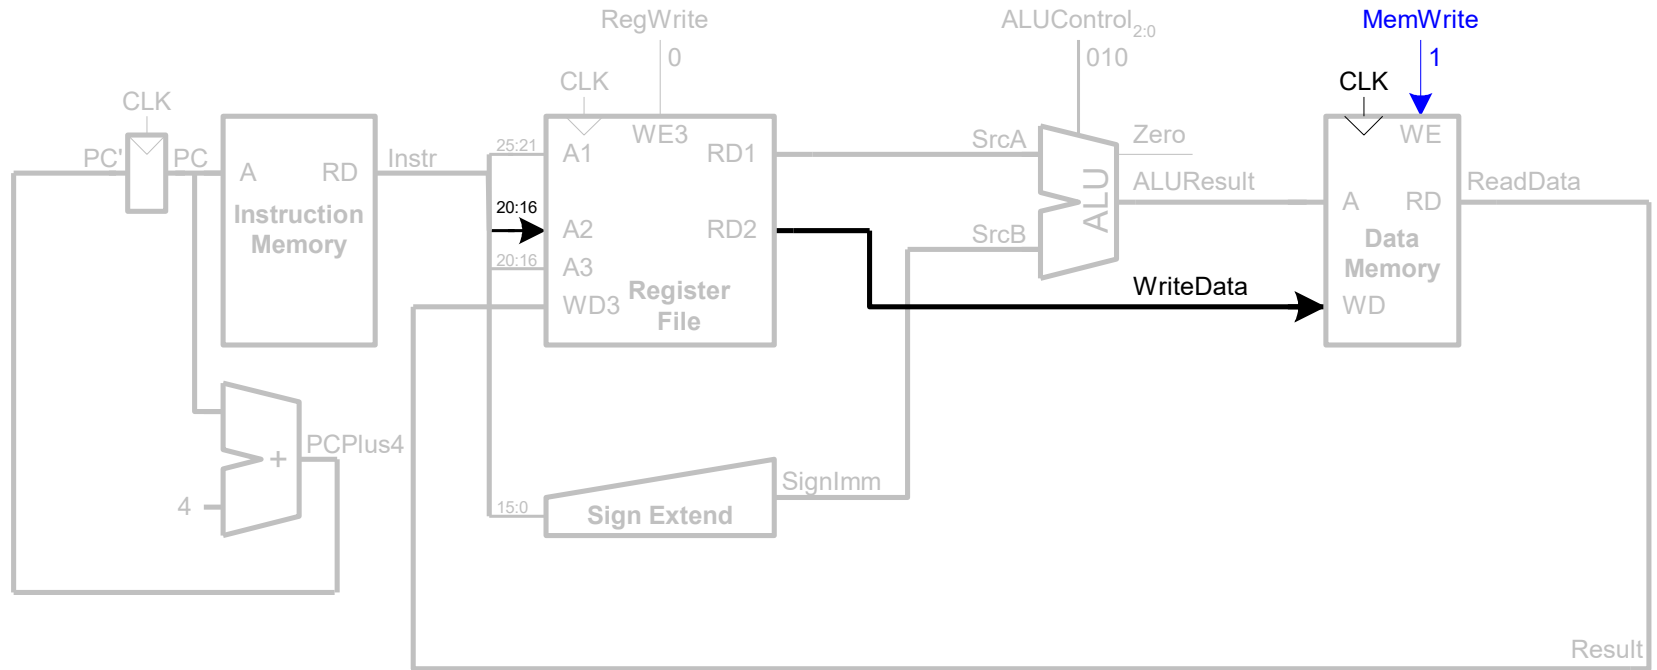 RegWrite
0
ALUControl2:0
010
MemWrite
1
CLK
CLK
CLK
PC'
PC
A
RD
Instr
Instruction
Memory
25:21
20:16
20:16
A1
A2
A3
WD3
WE3
RD1
RD2
Register
File
SrcA
SrcB
ALU
Zero
ALUResult
WriteData
WE
A
RD
Data
Memory
WD
ReadData
+
PCPlus4
4
15:0
Sign Extend
SignImm
Result